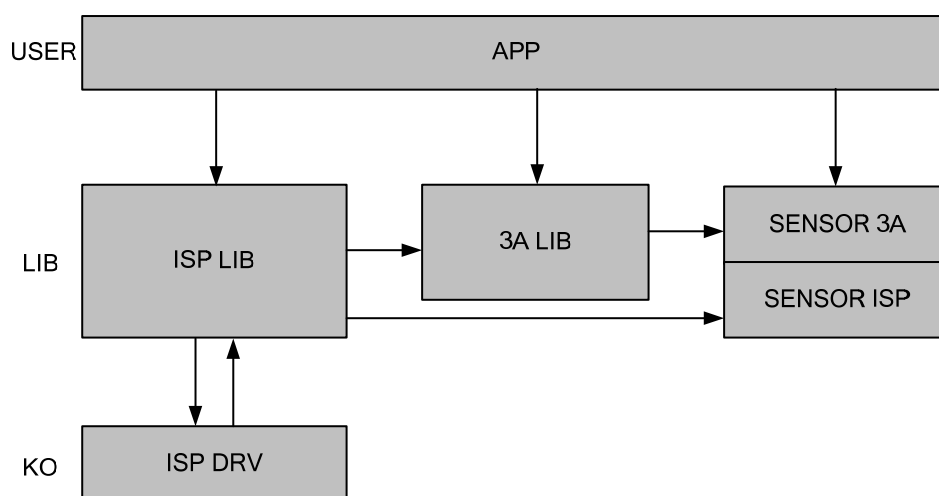 USER
APP
LIB
ISP LIB
3A LIB
SENSOR 3A
SENSOR ISP
KO
ISP DRV